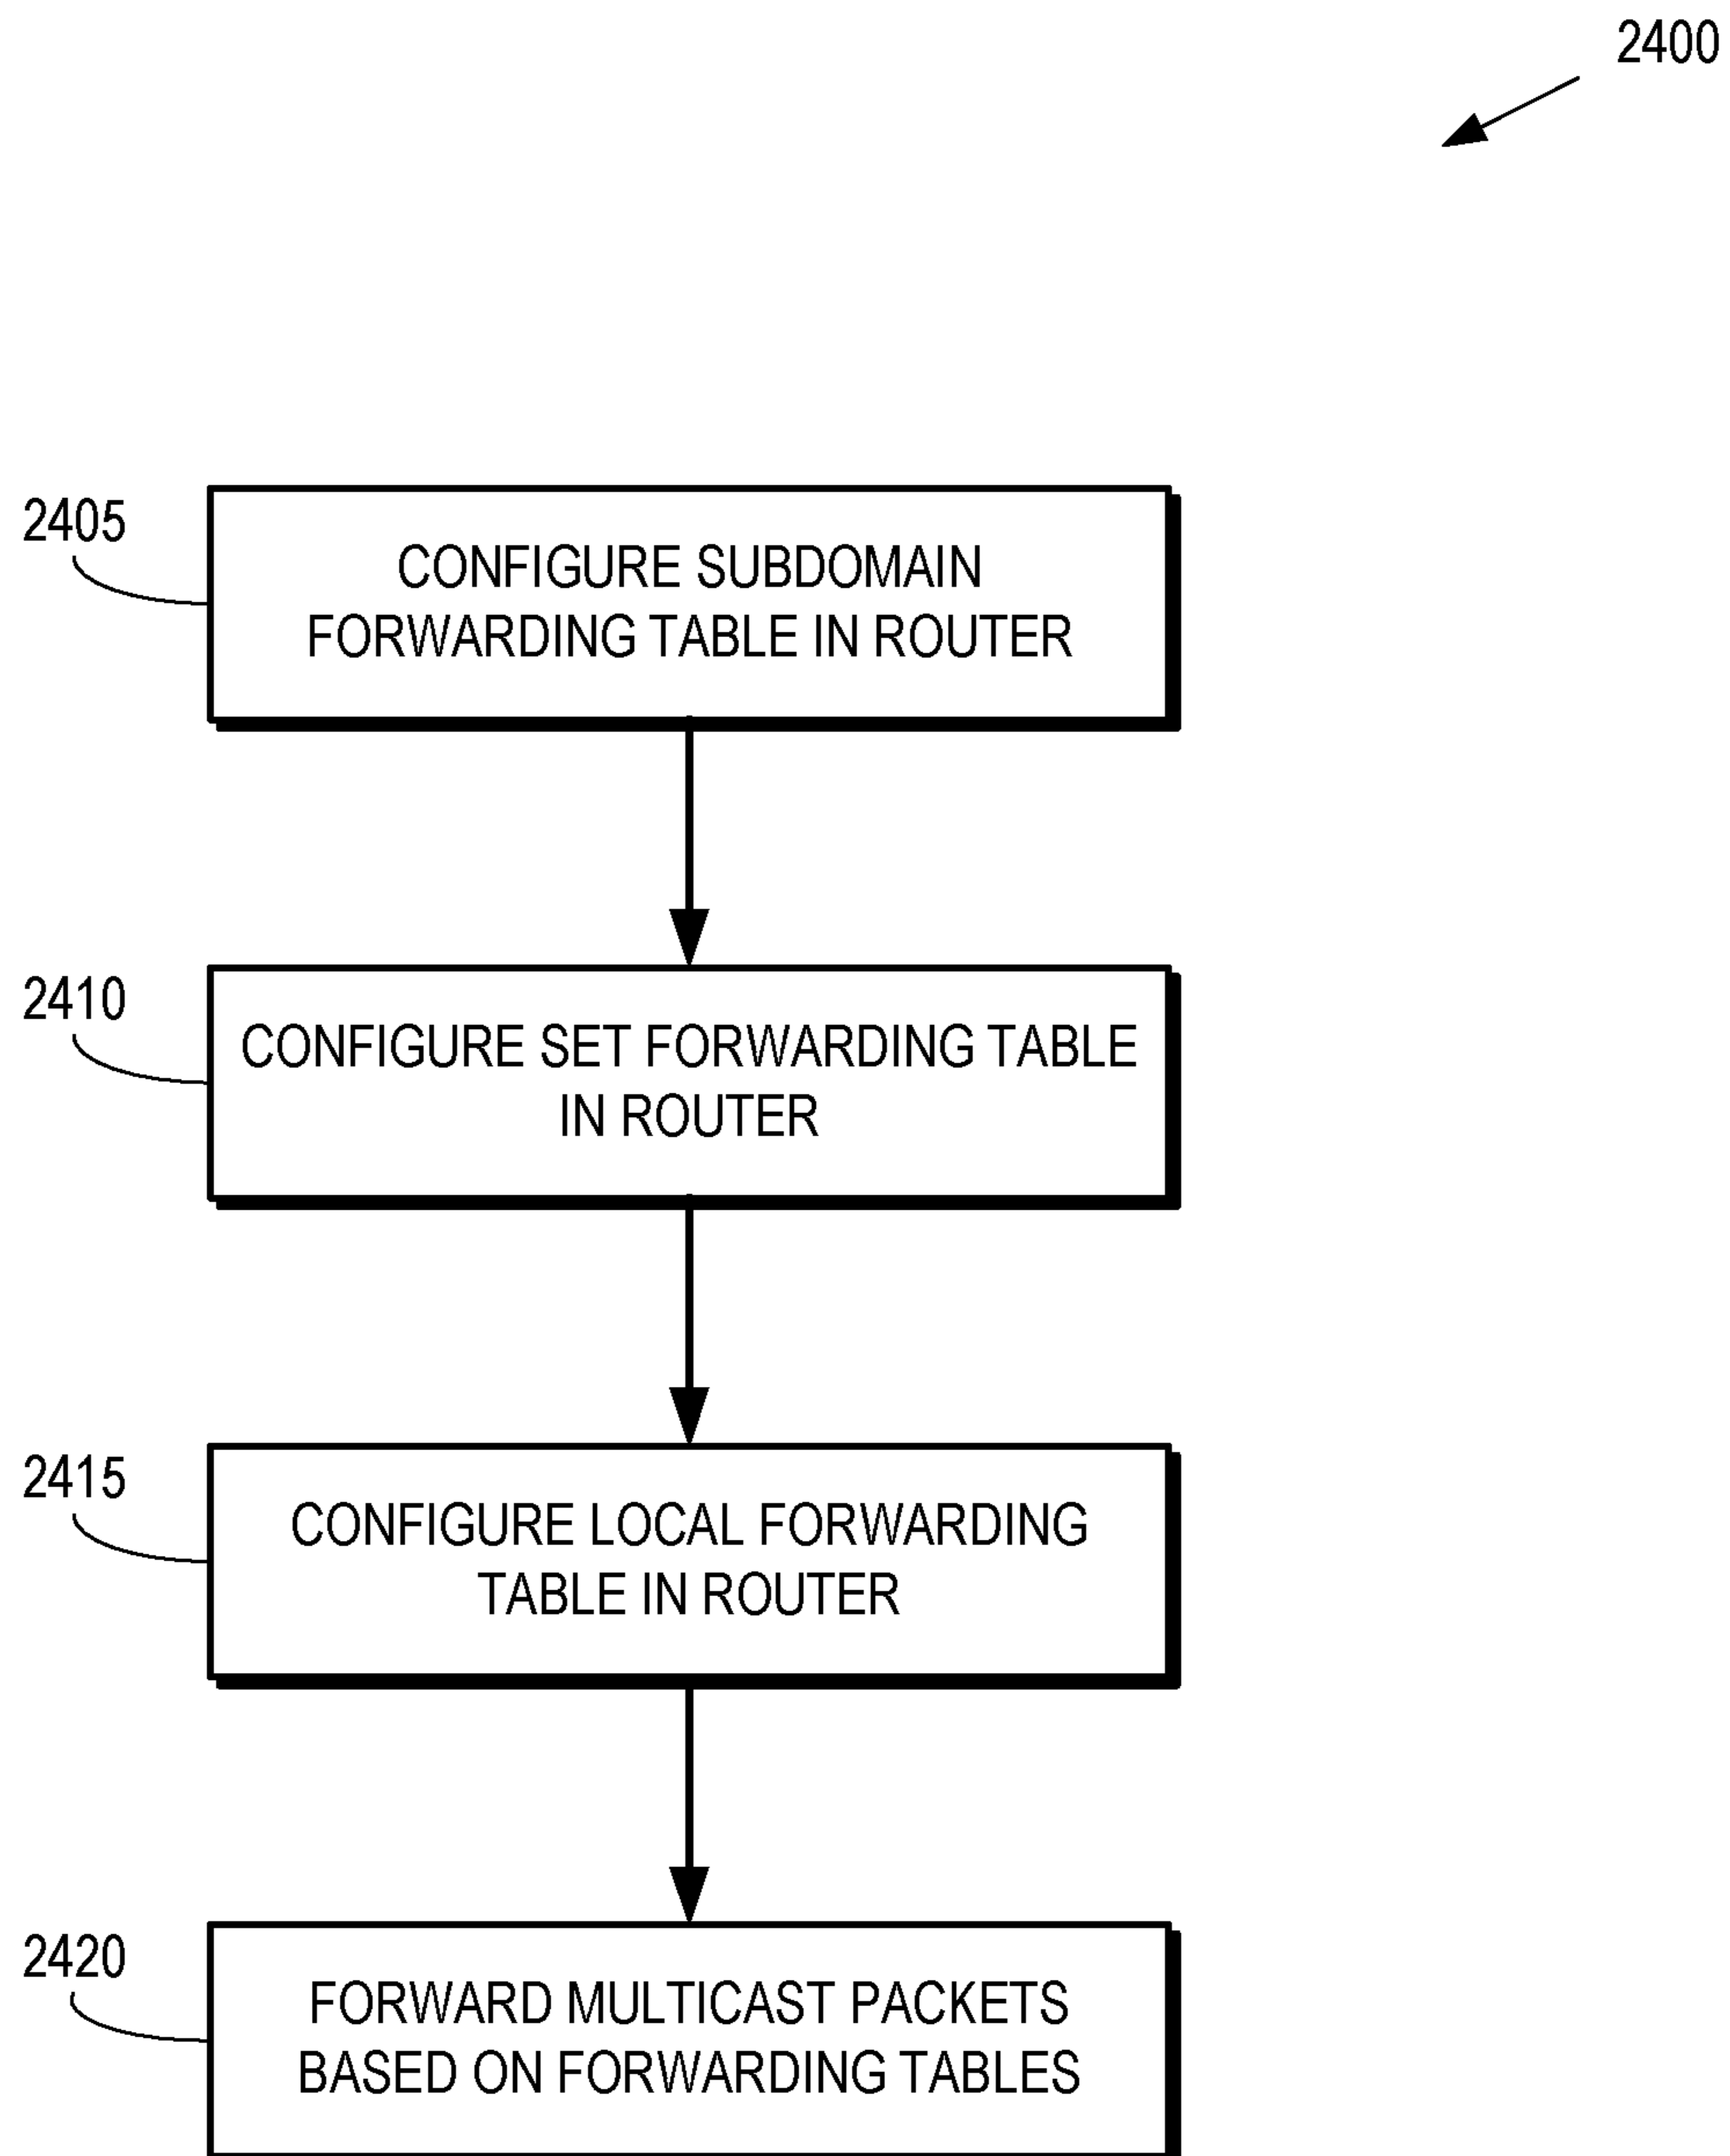 2400
2405
CONFIGURE SUBDOMAIN
FORWARDING TABLE IN ROUTER
2410
CONFIGURE SET FORWARDING TABLE
IN ROUTER
2415
CONFIGURE LOCAL FORWARDING
TABLE IN ROUTER
2420
FORWARD MULTICAST PACKETS
BASED ON FORWARDING TABLES